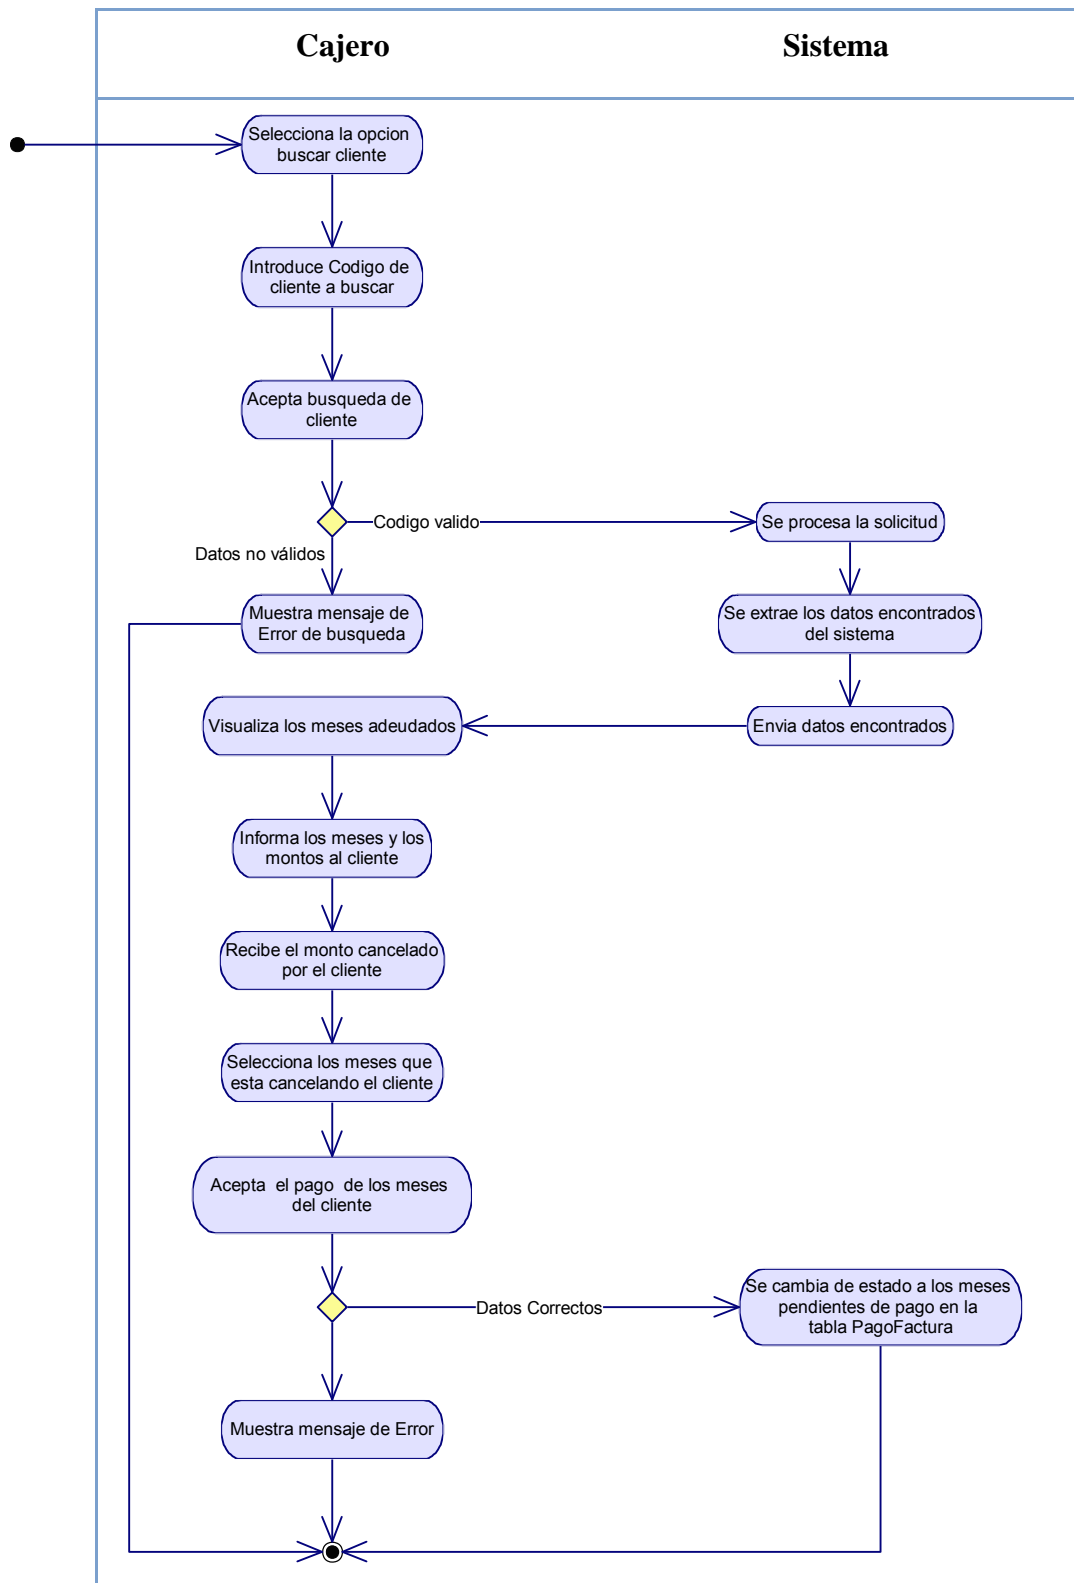 Cajero
Sistema
Selecciona la opcion
buscar cliente
Introduce Codigo de
cliente a buscar
Acepta busqueda de
cliente
Codigo valido
Se procesa la solicitud
Datos no válidos
Muestra mensaje de
Error de busqueda
Se extrae los datos encontrados
del sistema
Visualiza los meses adeudados
Envia datos encontrados
Informa los meses y los
montos al cliente
Recibe el monto cancelado
por el cliente
Selecciona los meses que
esta cancelando el cliente
Acepta el pago de los meses
del cliente
Datos Correctos
Se cambia de estado a los meses
pendientes de pago en la
tabla PagoFactura
Muestra mensaje de Error